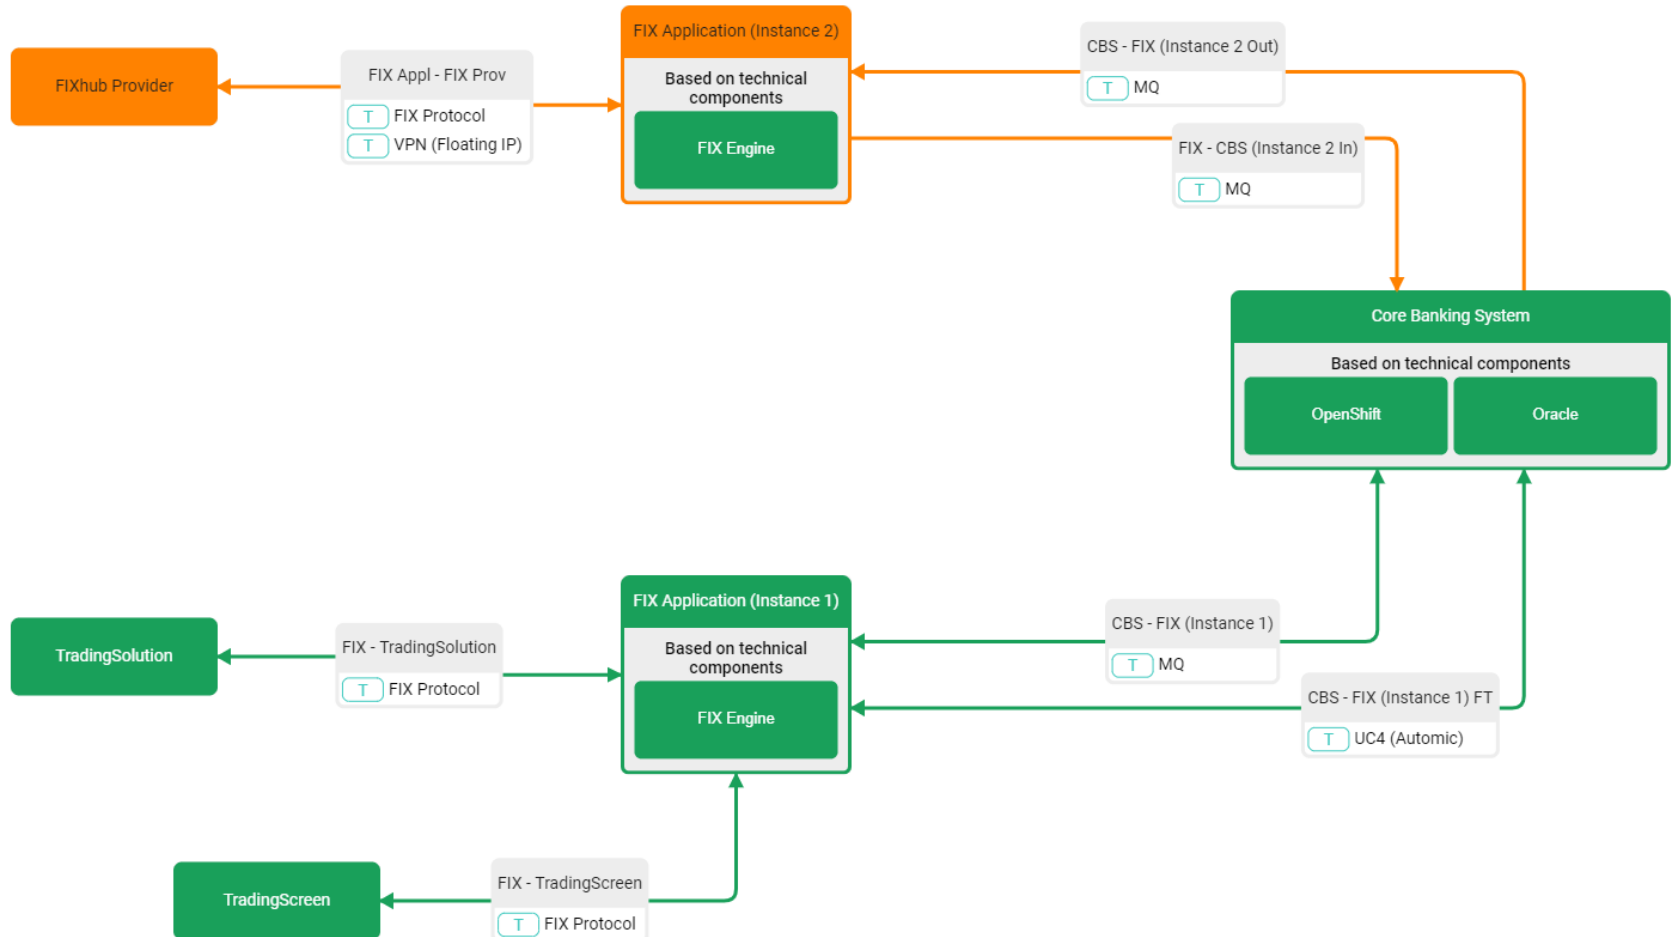 FIX Application (Instance 2)
CBS - FIX (Instance 2 Out)
FIXhub Provider
FIX Appl - FIX Prov
Based on technical
components
T MQ
T FIX Protocol
T VPN (Floating IP)
FIX Engine
FIX - CBS (Instance 2 In)
T MQ
Core Banking System
Based on technical components
OpenShift
Oracle
FIX Application (Instance 1)
CBS - FIX (Instance 1)
TradingSolution
FIX - TradingSolution
Based on technical
components
T MQ
T FIX Protocol
FIX Engine
CBS - FIX (Instance 1) FT
T UC4 (Automic)
TradingScreen
FIX - TradingScreen
T FIX Protocol